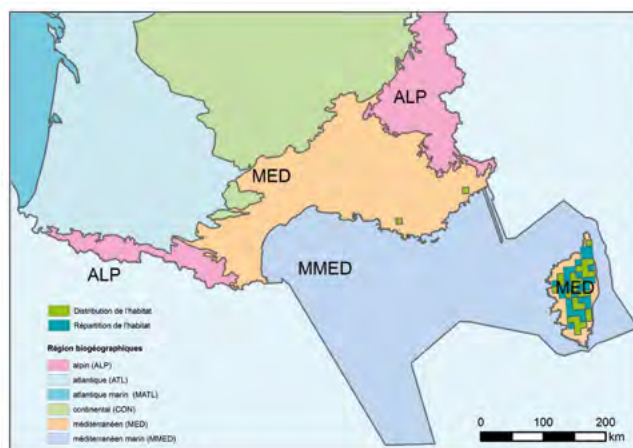 ALP
MED
ALP
MMED
MED
Distribution de l'habitat
Répartition de l'habitat
Région biogéographiques
alpin (ALP)
atlantique (ATL)
atlantique marin (MATL)
continental (CON)
méditerranéen (MED)
méditerranéen marin (MMED)
0 100 200
km